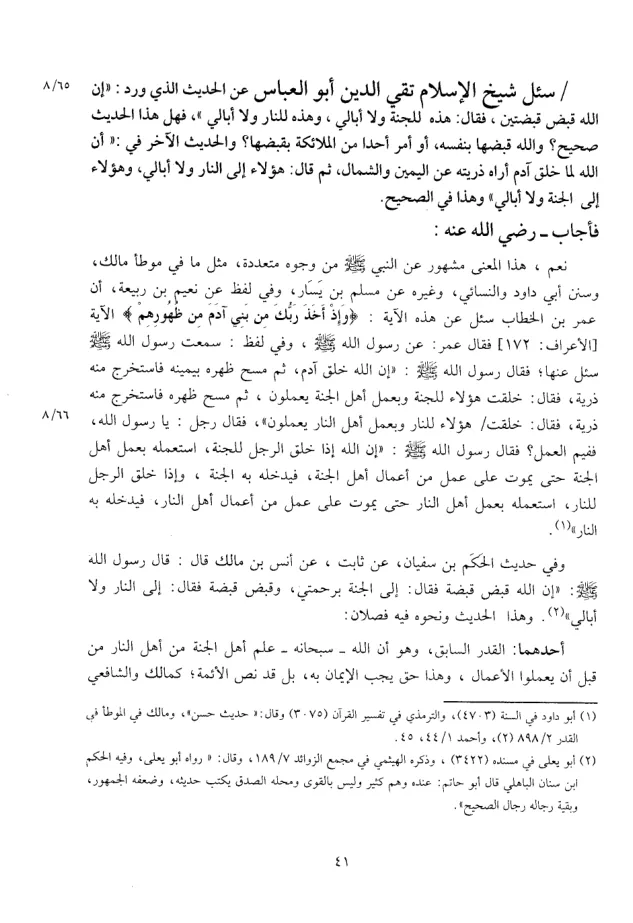 / سئل شيخ الإسلام تقي الدين أبو العباس عن الحديث الذي ورد : «إن ٨/٦٥
الله قبض قبضتين ، فقال: هذه للجنة ولا أبالي ، وهذه للنار ولا أبالي »، فهل هذا الحديث
صحيح؟ والله قبضها بنفسه، أو أمر أحدا من الملائكة بقبضها؟ والحديث الآخر في :« أن
الله لما خلق آدم أراه ذريته عن اليمين والشمال، ثم قال: هؤلاء إلى النار ولا أبالي، وهؤلاء
إلى الجنة ولا أبالي» وهذا في الصحيح.
فأجاب ـ رضي الله عنه :
نعم ، هذا المعنى مشهور عن النبي ﷺ من وجوه متعددة، مثل ما في موطأ مالك،
وسنن أبي داود والنسائي، وغيره عن مسلم بن يَسَار، وفي لفظ عن نعيم بن ربيعة، أن
عمر بن الخطاب سئل عن هذه الآية : ﴿وَإِذْ أَخَذَ رَبُّكَ مِن بَنِي آدَمَ مِن ظُهُورِهِمْ ﴾ الآية
[الأعراف: ١٧٢] فقال عمر: عن رسول الله ﷺ ، وفي لفظ : سمعت رسول الله ﷺ
سئل عنها؛ فقال رسول الله ﷺ : «إن الله خلق آدم، ثم مسح ظهره بيمينه فاستخرج منه
ذرية، فقال: خلقت هؤلاء للجنة وبعمل أهل الجنة يعملون ، ثم مسح ظهره فاستخرج منه
ذرية، فقال: خلقت/ هؤلاء للنار وبعمل أهل النار يعملون»، فقال رجل : يا رسول الله، ٨/٦٦
ففيم العمل؟ فقال رسول الله ﷺ : «إن الله إذا خلق الرجل للجنة، استعمله بعمل أهل
الجنة حتى يموت على عمل من أعمال أهل الجنة، فيدخله به الجنة ، وإذا خلق الرجل
للنار، استعمله بعمل أهل النار حتى يموت على عمل من أعمال أهل النار، فيدخله به
النار»(١).
وفي حديث الحَكَم بن سفيان، عن ثابت ، عن أنس بن مالك قال : قال رسول الله
ﷺ: «إن الله قبض قبضة فقال: إلى الجنة برحمتي، وقبض قبضة فقال: إلى النار ولا
أبالي»(٢). وهذا الحديث ونحوه فيه فصلان:
أحدهما: القدر السابق، وهو أن الله ـ سبحانه ـ علم أهل الجنة من أهل النار من
قبل أن يعملوا الأعمال ، وهذا حق يجب الإيمان به، بل قد نص الأئمة؛ كمالك والشافعي
(١) أبو داود في السنة (٤٧٠٣)، والترمذي في تفسير القرآن (٣٠٧٥) وقال:« حديث حسن»، ومالك في الموطأ في
القدر ٨٩٨/٢ (٢)، وأحمد ٤٤/١، ٤٥ .
(٢) أبو يعلى في مسنده (٣٤٢٢) ، وذكره الهيثمي في مجمع الزوائد ١٨٩/٧، وقال: « رواه أبو يعلى، وفيه الحكم
ابن سنان الباهلي قال أبو حاتم: عنده وهم كثير وليس بالقوى ومحله الصدق يكتب حديثه، وضعفه الجمهور،
وبقية رجاله رجال الصحيح».
٤١